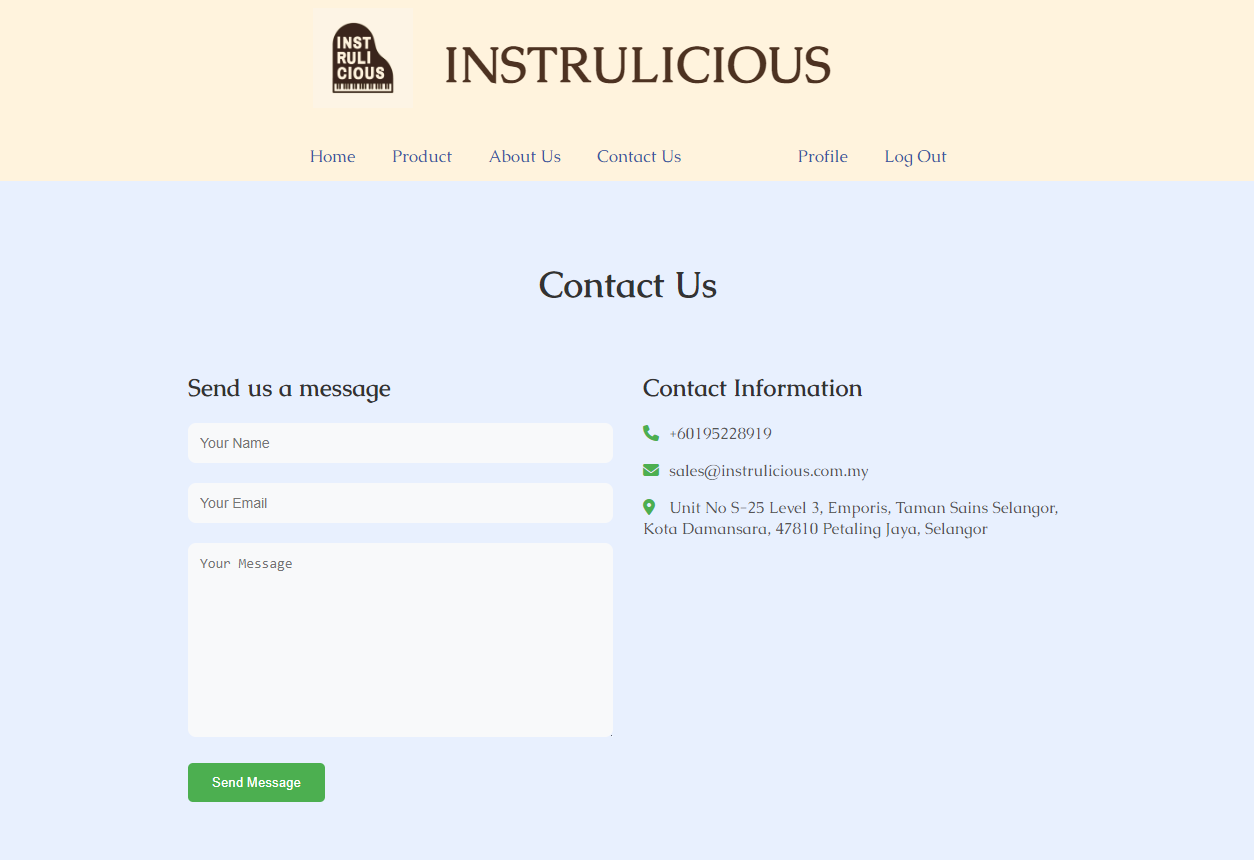 INST
RULI
CIOUS
INSTRULICIOUS
Home Product About Us Contact Us Profile Log Out
Contact Us
Send us a message
Your Name
Your Email
Your Message
Send Message
Contact Information
+60195228919
sales@instrulicious.com.my
Unit No S-25 Level 3, Emporis, Taman Sains Selangor,
Kota Damansara, 47810 Petaling Jaya, Selangor